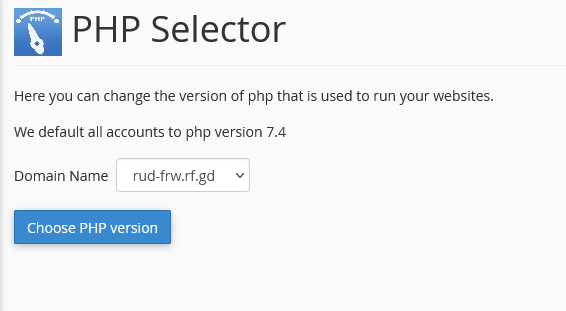 PHP
PHP Selector
Here you can change the version of php that is used to run your websites.
We default all accounts to php version 7.4
Domain Name rud-frw.rf.gd
Choose PHP version